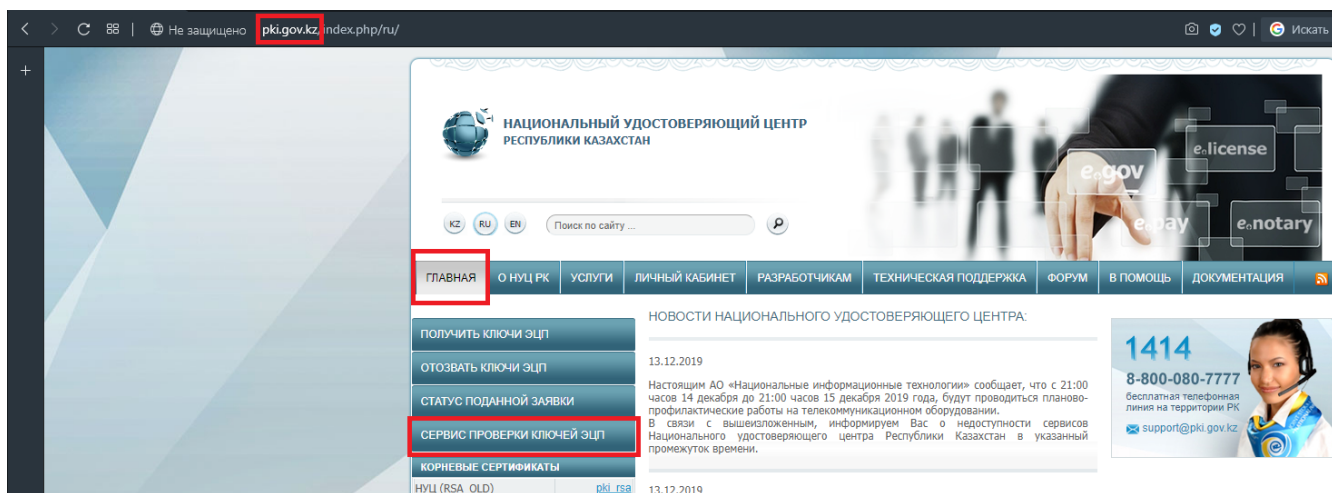 Не защищено pki.gov.kz/index.php/ru/
Искать
НАЦИОНАЛЬНЫЙ УДОСТОВЕРЯЮЩИЙ ЦЕНТР
РЕСПУБЛИКИ КАЗАХСТАН
e.license
e.gov
e.pay
e.notary
KZ RU EN Поиск по сайту ...
ГЛАВНАЯ О НУЦ РК УСЛУГИ ЛИЧНЫЙ КАБИНЕТ РАЗРАБОТЧИКАМ ТЕХНИЧЕСКАЯ ПОДДЕРЖКА ФОРУМ В ПОМОЩЬ ДОКУМЕНТАЦИЯ
ПОЛУЧИТЬ КЛЮЧИ ЭЦП
ОТОЗВАТЬ КЛЮЧИ ЭЦП
СТАТУС ПОДАННОЙ ЗАЯВКИ
СЕРВИС ПРОВЕРКИ КЛЮЧЕЙ ЭЦП
КОРНЕВЫЕ СЕРТИФИКАТЫ
НУЦ (RSA OLD) pki_rsa
НОВОСТИ НАЦИОНАЛЬНОГО УДОСТОВЕРЯЮЩЕГО ЦЕНТРА:
13.12.2019
Настоящим АО «Национальные информационные технологии» сообщает, что с 21:00
часов 14 декабря до 21:00 часов 15 декабря 2019 года, будут проводиться планово-
профилактические работы на телекоммуникационном оборудовании.
В связи с вышеизложенным, информируем Вас о недоступности сервисов
Национального удостоверяющего центра Республики Казахстан в указанный
промежуток времени.
13.12.2019
1414
8-800-080-7777
бесплатная телефонная
линия на территории РК
support@pki.gov.kz